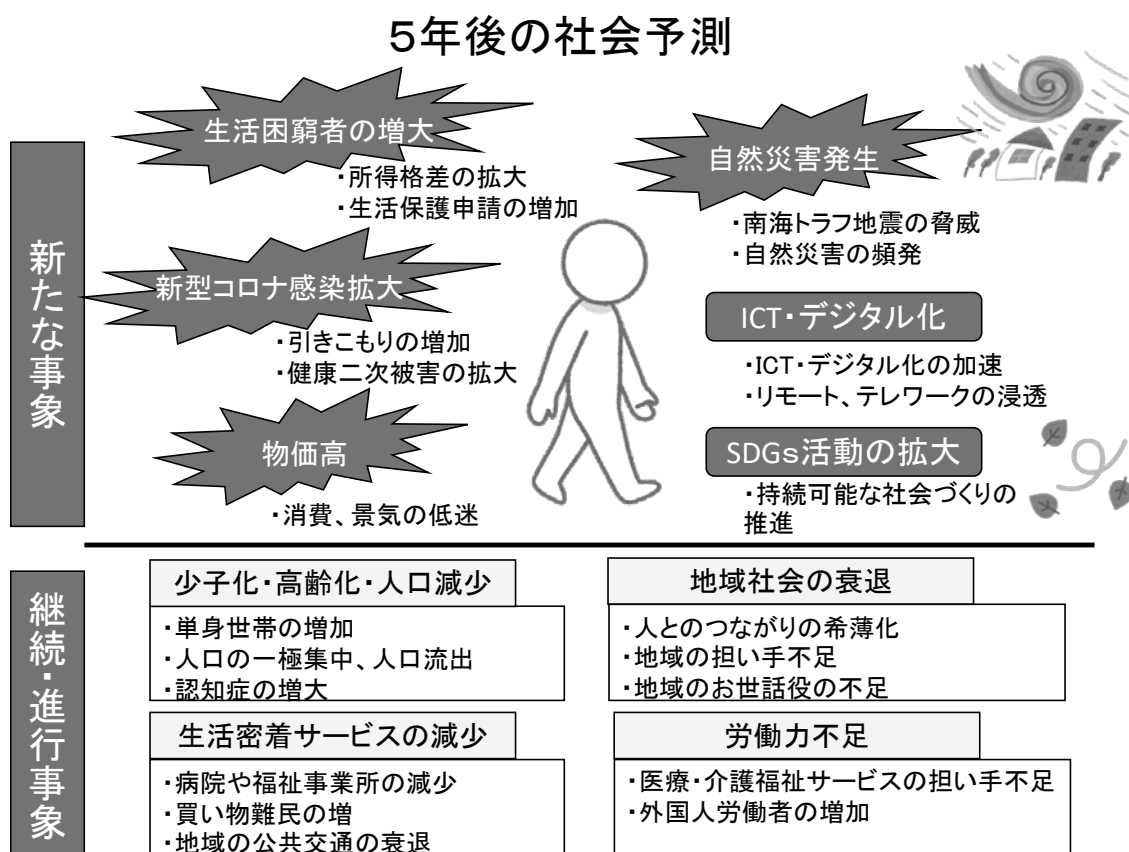 5年後の社会予測
新たな事象
生活困窮者の増大
・所得格差の拡大
・生活保護申請の増加
新型コロナ感染拡大
・引きこもりの増加
・健康二次被害の拡大
物価高
・消費、景気の低迷
自然災害発生
・南海トラフ地震の脅威
・自然災害の頻発
ICT・デジタル化
・ICT・デジタル化の加速
・リモート、テレワークの浸透
SDGs活動の拡大
・持続可能な社会づくりの
推進
継続・進行事象
少子化・高齢化・人口減少
・単身世帯の増加
・人口の一極集中、人口流出
・認知症の増大
地域社会の衰退
・人とのつながりの希薄化
・地域の担い手不足
・地域のお世話役の不足
生活密着サービスの減少
・病院や福祉事業所の減少
・買い物難民の増
・地域の公共交通の衰退
労働力不足
・医療・介護福祉サービスの担い手不足
・外国人労働者の増加